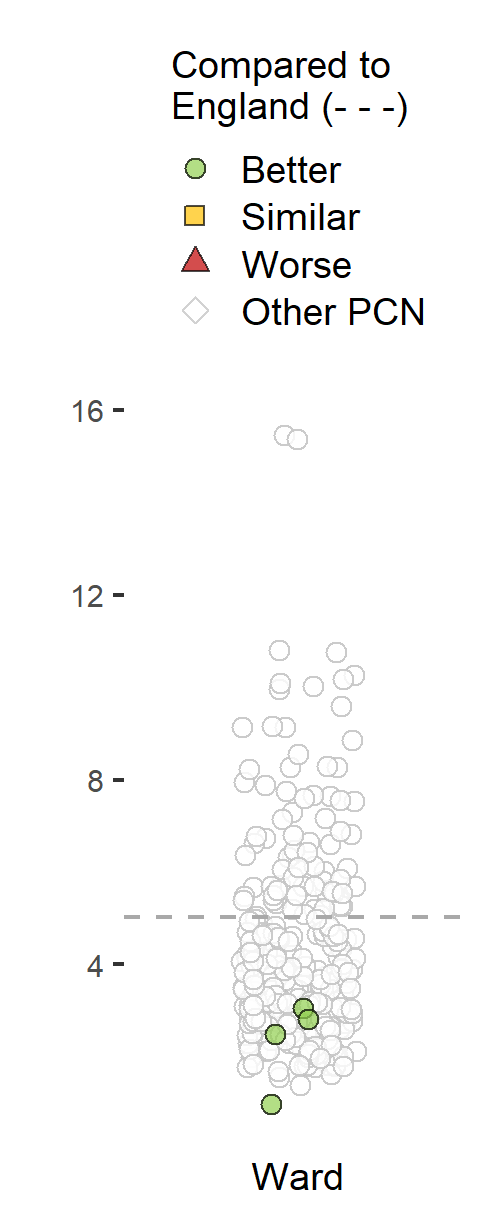 Compared to
England (- - -)
Better
Similar
Worse
Other PCN
16
12
8
4
Ward